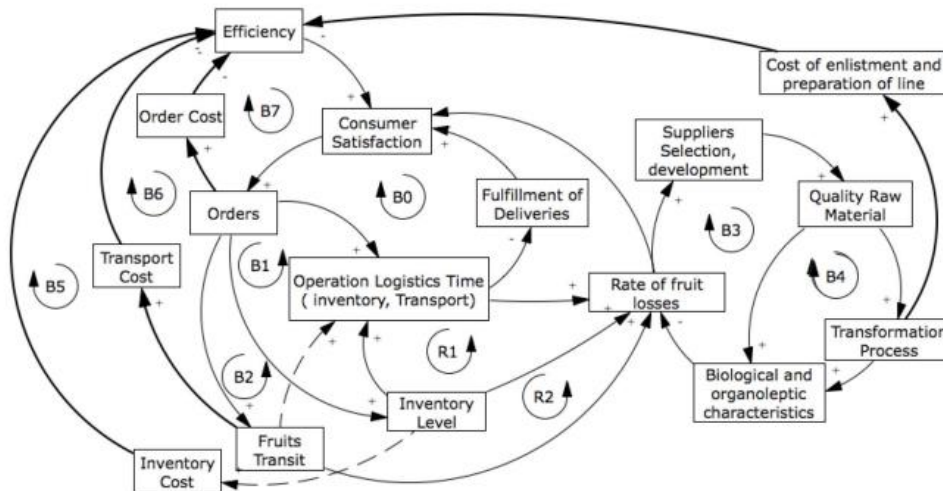 Efficiency
Cost of enlistment and
preparation of line
Order Cost
B7
Consumer
Satisfaction
Suppliers
Selection,
development
B6
B0
Fulfillment of
Deliveries
Quality Raw
Material
Orders
B3
Transport
Cost
B1
Operation Logistics Time
( inventory, Transport)
Rate of fruit
losses
B4
B5
Transformation
Process
R1
B2
R2
Biological and
organoleptic
characteristics
Inventory
Level
Fruits
Transit
Inventory
Cost